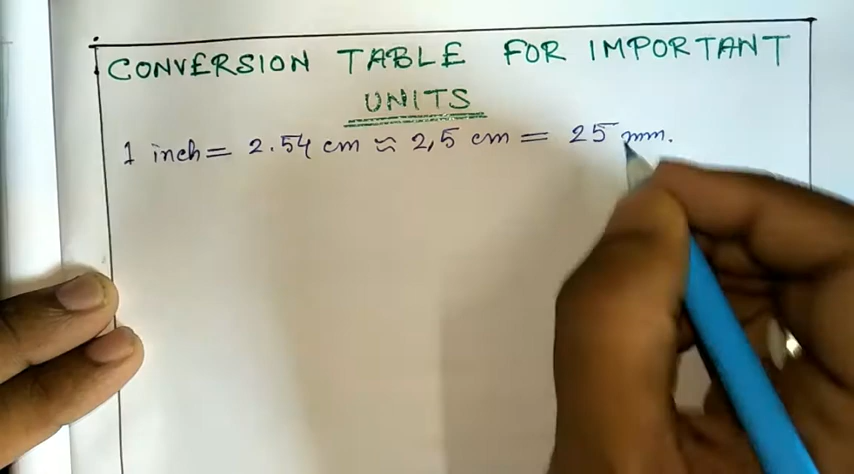 CONVERSION TABLE FOR IMPORTANT
UNITS
1 inch = 2.54 cm ≈ 2,5 cm = 25 mm.